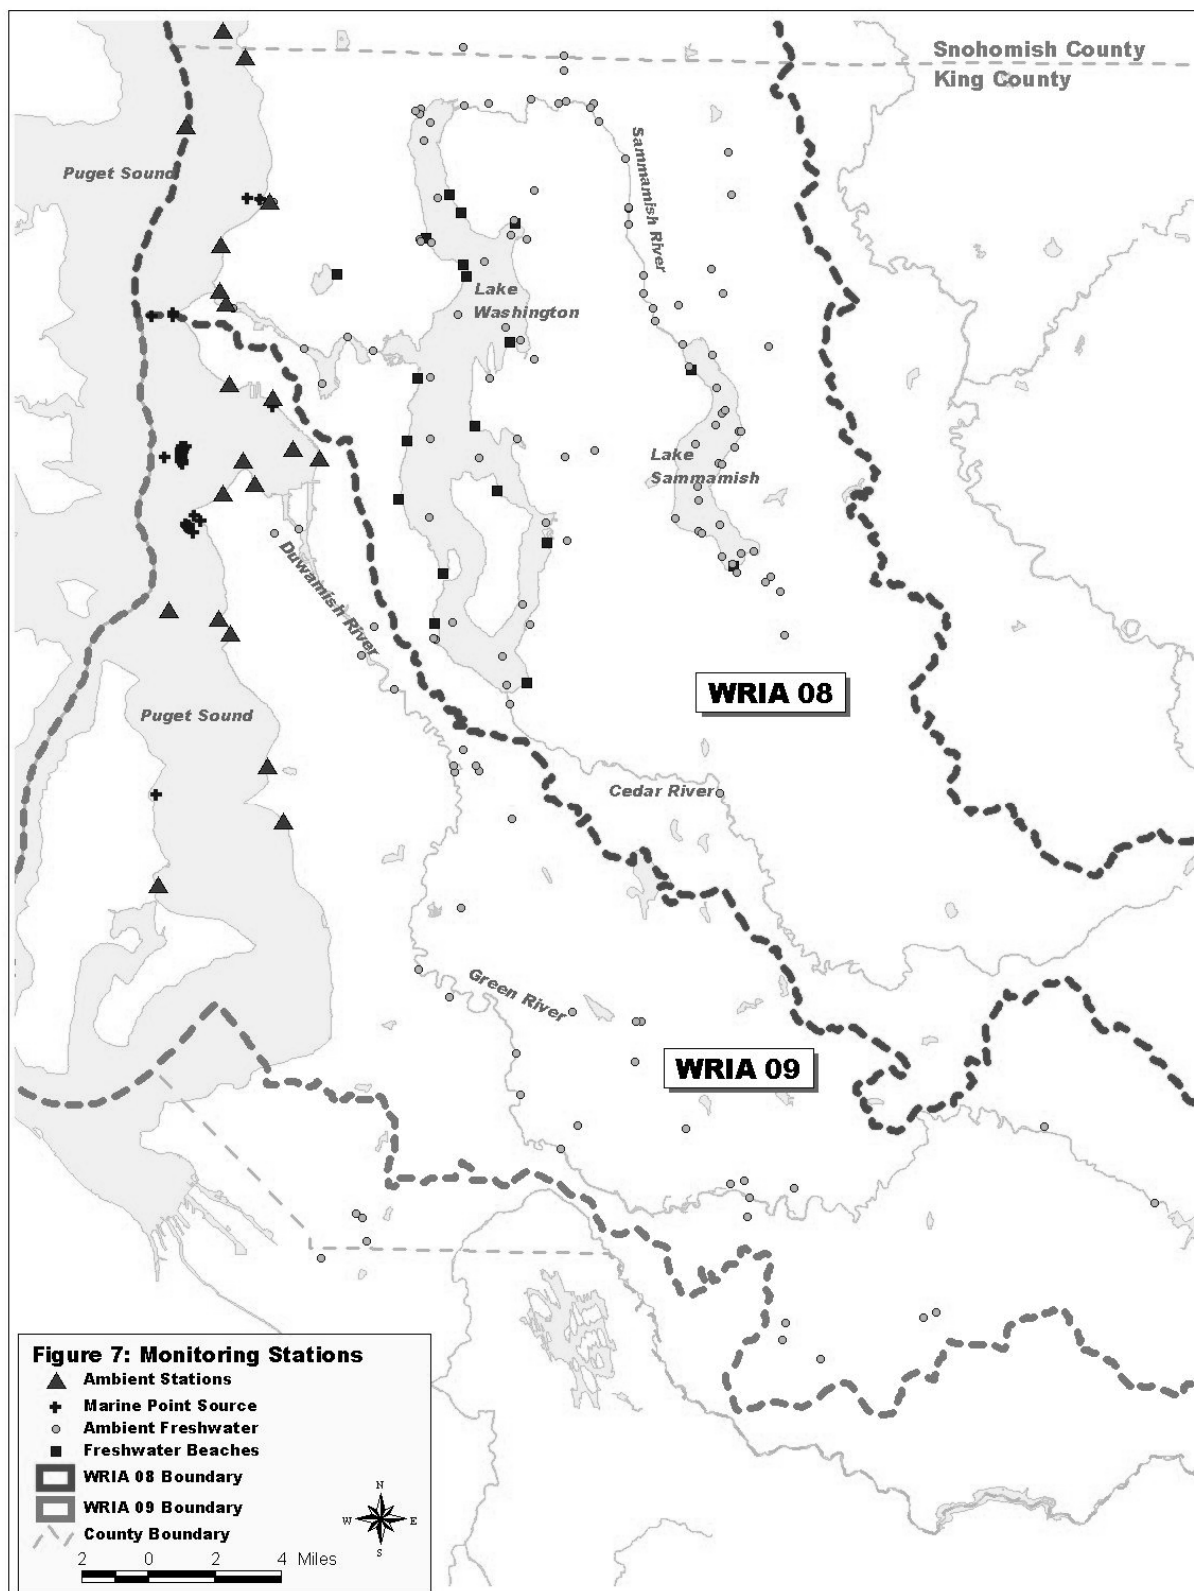 Snohomish County
King County
Puget Sound
Sammamish River
Lake
Washington
Lake
Sammamish
Duwamish River
WRIA 08
Puget Sound
Cedar River
Green River
WRIA 09
Figure 7: Monitoring Stations
Ambient Stations
Marine Point Source
Ambient Freshwater
Freshwater Beaches
WRIA 08 Boundary
WRIA 09 Boundary
County Boundary
N
W E
S
2 0 2 4 Miles